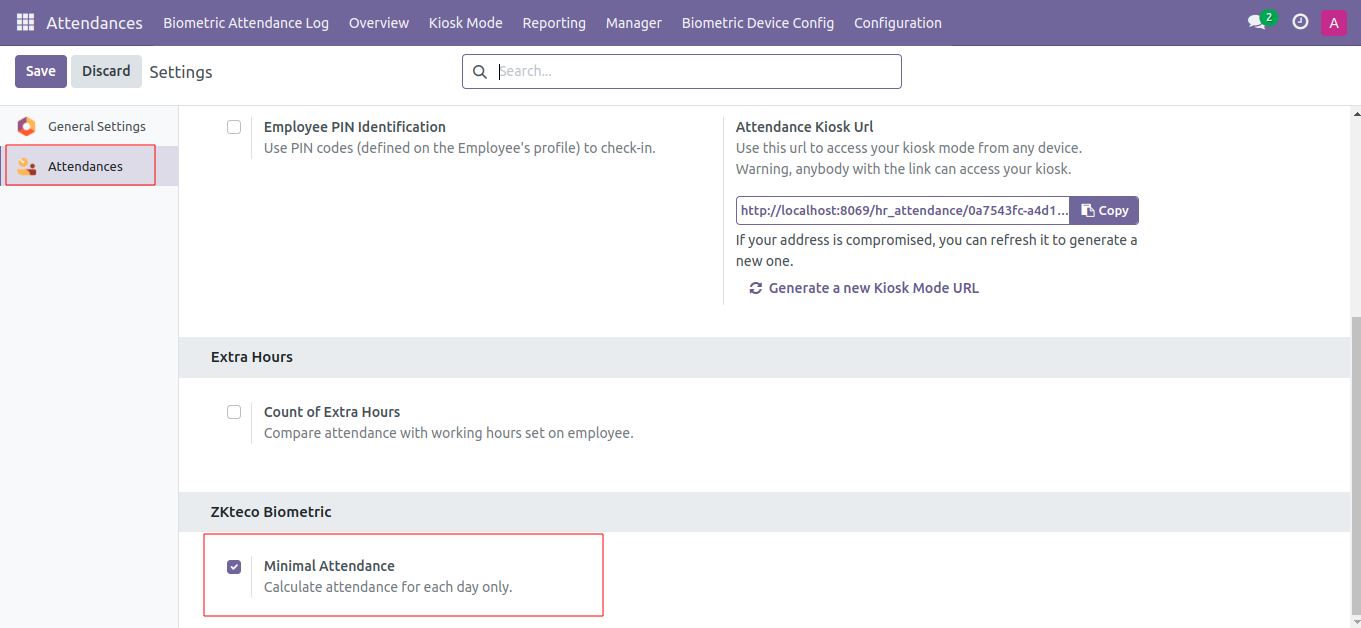 Attendances Biometric Attendance Log Overview Kiosk Mode Reporting Manager Biometric Device Config Configuration 2 A
Save Discard Settings Search...
General Settings
Attendances
Employee PIN Identification
Use PIN codes (defined on the Employee's profile) to check-in.
Attendance Kiosk Url
Use this url to access your kiosk mode from any device.
Warning, anybody with the link can access your kiosk.
http://localhost:8069/hr_attendance/0a7543fc-a4d1... Copy
If your address is compromised, you can refresh it to generate a
new one.
Generate a new Kiosk Mode URL
Extra Hours
Count of Extra Hours
Compare attendance with working hours set on employee.
ZKteco Biometric
Minimal Attendance
Calculate attendance for each day only.